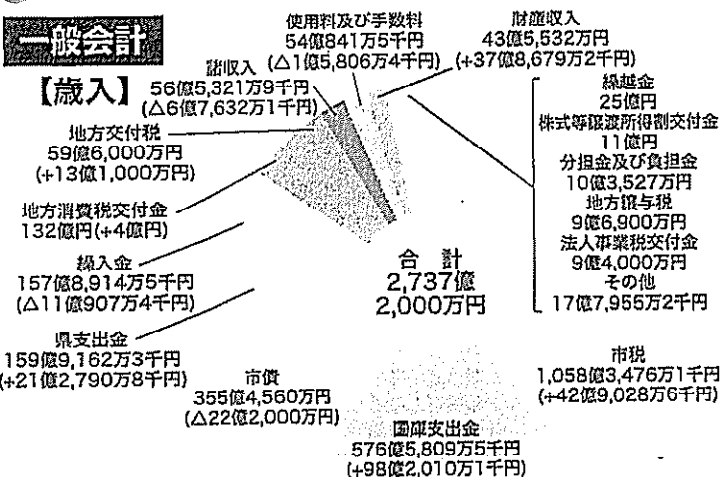 一般会計
【歳入】
使用料及び手数料
54億841万5千円
(△1億5,806万4千円)
財産収入
43億5,532万円
(+37億8,679万2千円)
諸収入
56億5,321万9千円
(△6億7,632万1千円)
地方交付税
59億6,000万円
(+13億1,000万円)
地方消費税交付金
132億円(+4億円)
繰入金
157億8,914万5千円
(△11億907万4千円)
県支出金
159億9,162万3千円
(+21億2,790万8千円)
市債
355億4,560万円
(△22億2,000万円)
国庫支出金
576億5,809万5千円
(+98億2,010万1千円)
市税
1,058億3,476万1千円
(+42億9,028万6千円)
繰越金
25億円
株式等譲渡所得割交付金
11億円
分担金及び負担金
10億3,527万円
地方譲与税
9億6,900万円
法人事業税交付金
9億4,000万円
その他
17億7,955万2千円
合計
2,737億
2,000万円